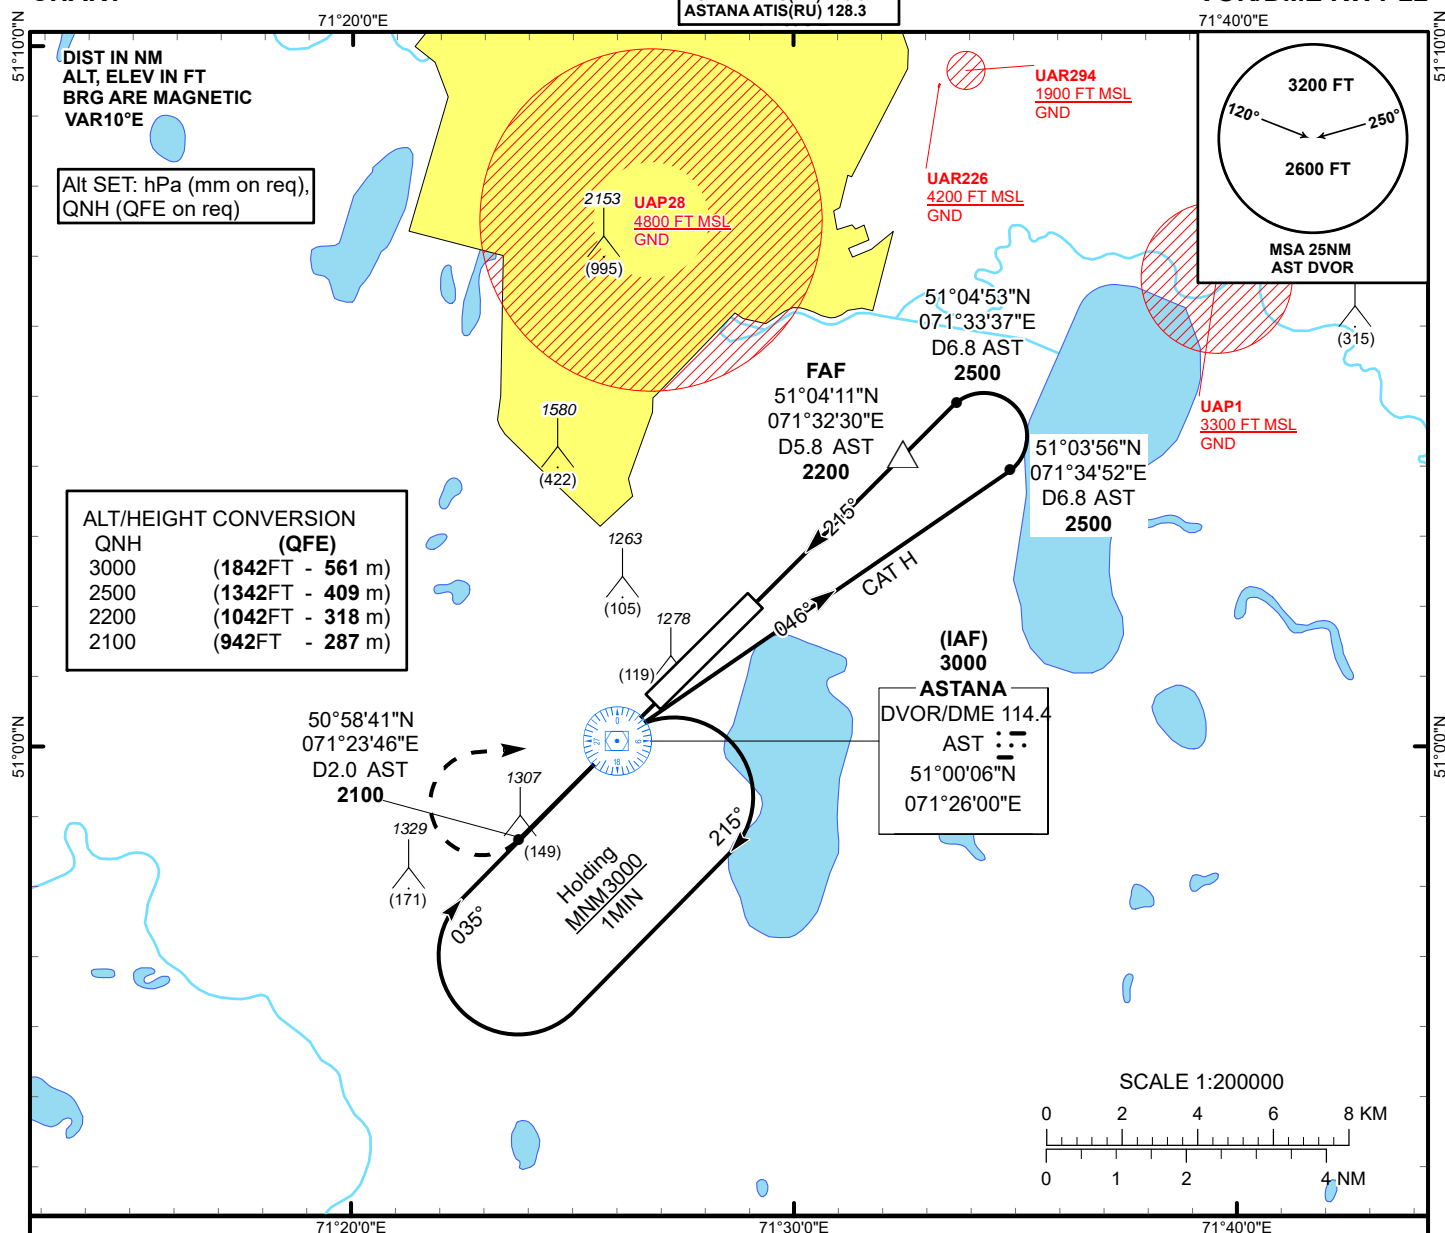 ASTANA ATIS(RU) 128.3
71°20'0"E
71°40'0"E
51°10'0"N
51°10'0"N
DIST IN NM
ALT, ELEV IN FT
BRG ARE MAGNETIC
VAR10°E
Alt SET: hPa (mm on req),
QNH (QFE on req)
2153
(995)
UAP28
4800 FT MSL
GND
UAR294
1900 FT MSL
GND
UAR226
4200 FT MSL
GND
3200 FT
120°
250°
2600 FT
MSA 25NM
AST DVOR
(315)
51°04'53"N
071°33'37"E
D6.8 AST
2500
FAF
51°04'11"N
071°32'30"E
D5.8 AST
2200
UAP1
3300 FT MSL
GND
1580
(422)
51°03'56"N
071°34'52"E
D6.8 AST
2500
215°
ALT/HEIGHT CONVERSION
QNH (QFE)
3000 (1842FT - 561 m)
2500 (1342FT - 409 m)
2200 (1042FT - 318 m)
2100 (942FT - 287 m)
1263
(105)
1278
(119)
046°
CAT H
(IAF)
3000
ASTANA
DVOR/DME 114.4
AST
51°00'06"N
071°26'00"E
51°0'0"N
51°0'0"N
50°58'41"N
071°23'46"E
D2.0 AST
2100
0
9
18
27
1307
(149)
1329
(171)
215°
035°
Holding
MNM3000
1MIN
SCALE 1:200000
0 2 4 6 8 KM
0 1 2 4 NM
71°20'0"E
71°30'0"E
71°40'0"E